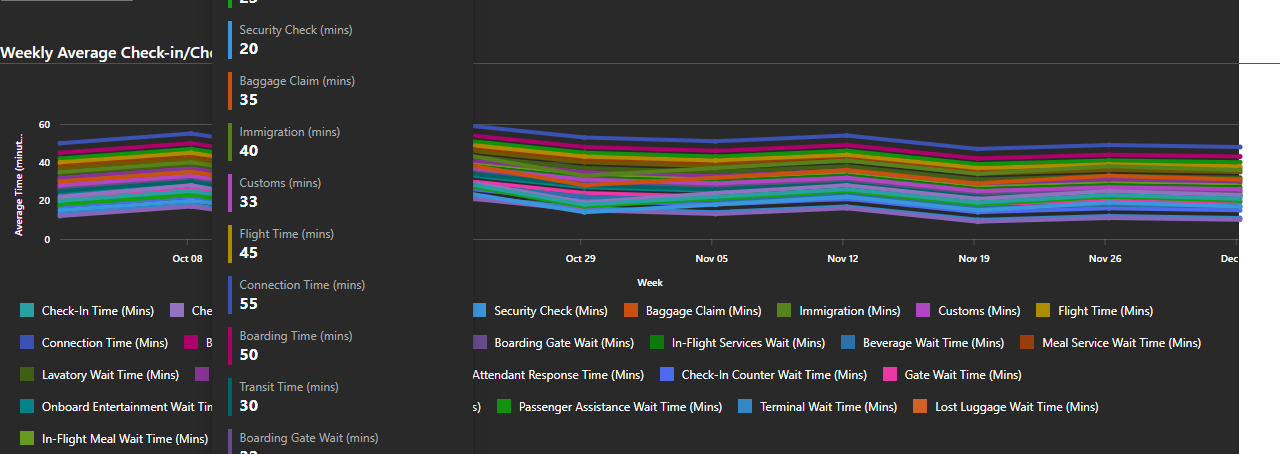 25
Security Check (mins)
20
Baggage Claim (mins)
35
Immigration (mins)
40
Customs (mins)
33
Flight Time (mins)
45
Connection Time (mins)
55
Boarding Time (mins)
50
Transit Time (mins)
30
Boarding Gate Wait (mins)
Weekly Average Check-in/Che
Average Time (minut...
60
40
20
0
Oct 08
Oct 29
Nov 05
Nov 12
Nov 19
Nov 26
Dec
Week
Check-In Time (Mins)
Che
Security Check (Mins)
Baggage Claim (Mins)
Immigration (Mins)
Customs (Mins)
Flight Time (Mins)
Connection Time (Mins)
B
Boarding Gate Wait (Mins)
In-Flight Services Wait (Mins)
Beverage Wait Time (Mins)
Meal Service Wait Time (Mins)
Lavatory Wait Time (Mins)
Attendant Response Time (Mins)
Check-In Counter Wait Time (Mins)
Gate Wait Time (Mins)
Onboard Entertainment Wait Tim
s)
Passenger Assistance Wait Time (Mins)
Terminal Wait Time (Mins)
Lost Luggage Wait Time (Mins)
In-Flight Meal Wait Time (Mins)